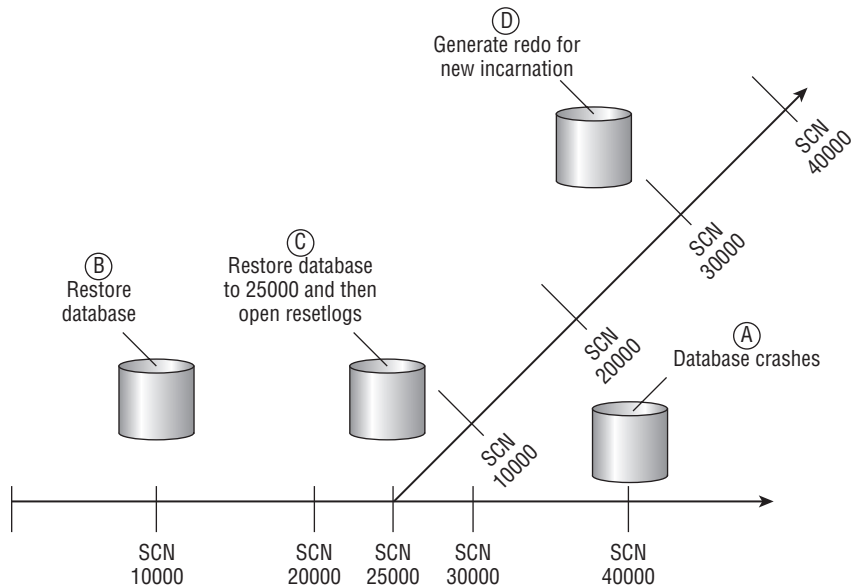 D
Generate redo for
new incarnation
SCN
40000
SCN
30000
C
Restore database
to 25000 and then
open resetlogs
B
Restore
database
SCN
20000
A
Database crashes
SCN
10000
SCN
10000
SCN
20000
SCN
25000
SCN
30000
SCN
40000